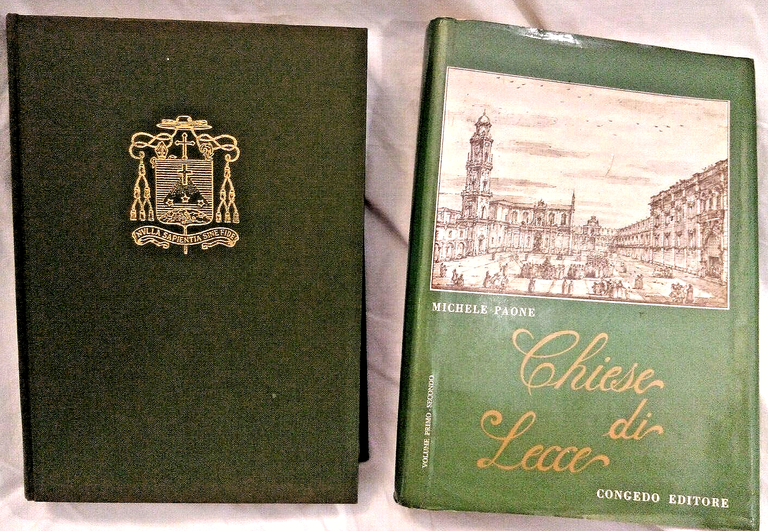 NVLLA SAPIENTIA SINE FIDE
MICHELE PAONE
VOLUME PRIMO - SECONDO
Chiese
di
Lecce
CONGEDO EDITORE